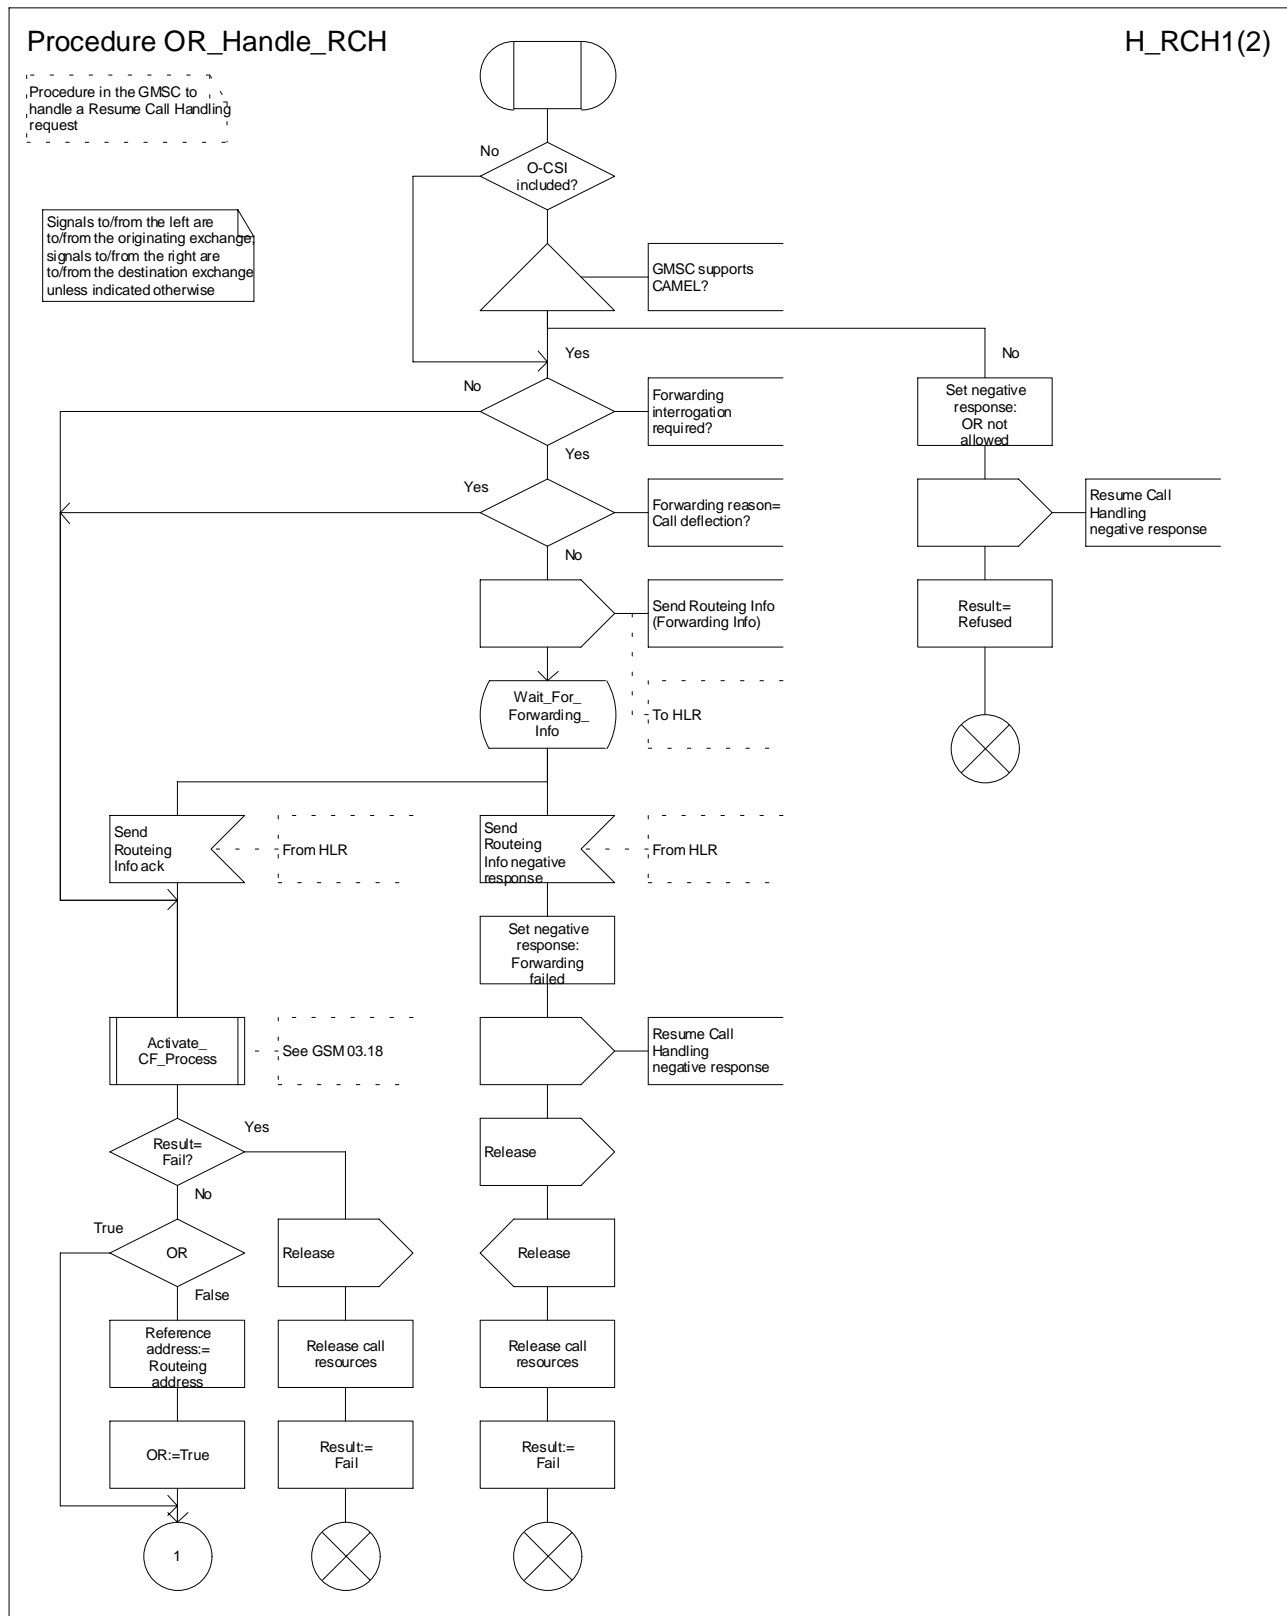 Procedure OR_Handle_RCH
H_RCH1(2)
Procedure in the GMSC to
handle a Resume Call Handling
request
No
O-CSI
included?
Signals to/from the left are
to/from the originating exchange;
signals to/from the right are
to/from the destination exchange
unless indicated otherwise
GMSC supports
CAMEL?
Yes
No
No
Forwarding
interrogation
required?
Set negative
response:
OR not
allowed
Yes
Yes
Forwarding reason=
Call deflection?
Resume Call
Handling
negative response
No
Send Routeing Info
(Forwarding Info)
Result:=
Refused
Wait_For_
Forwarding_
Info
To HLR
Send
Routeing
Info ack
From HLR
Send
Routeing
Info negative
response
From HLR
Set negative
response:
Forwarding
failed
Activate_
CF_Process
See GSM 03.18
Resume Call
Handling
negative response
Result=
Fail?
Yes
Release
No
True
OR
Release
Release
False
Reference
address:=
Routeing
address
Release call
resources
Release call
resources
OR:=True
Result:=
Fail
Result:=
Fail
1